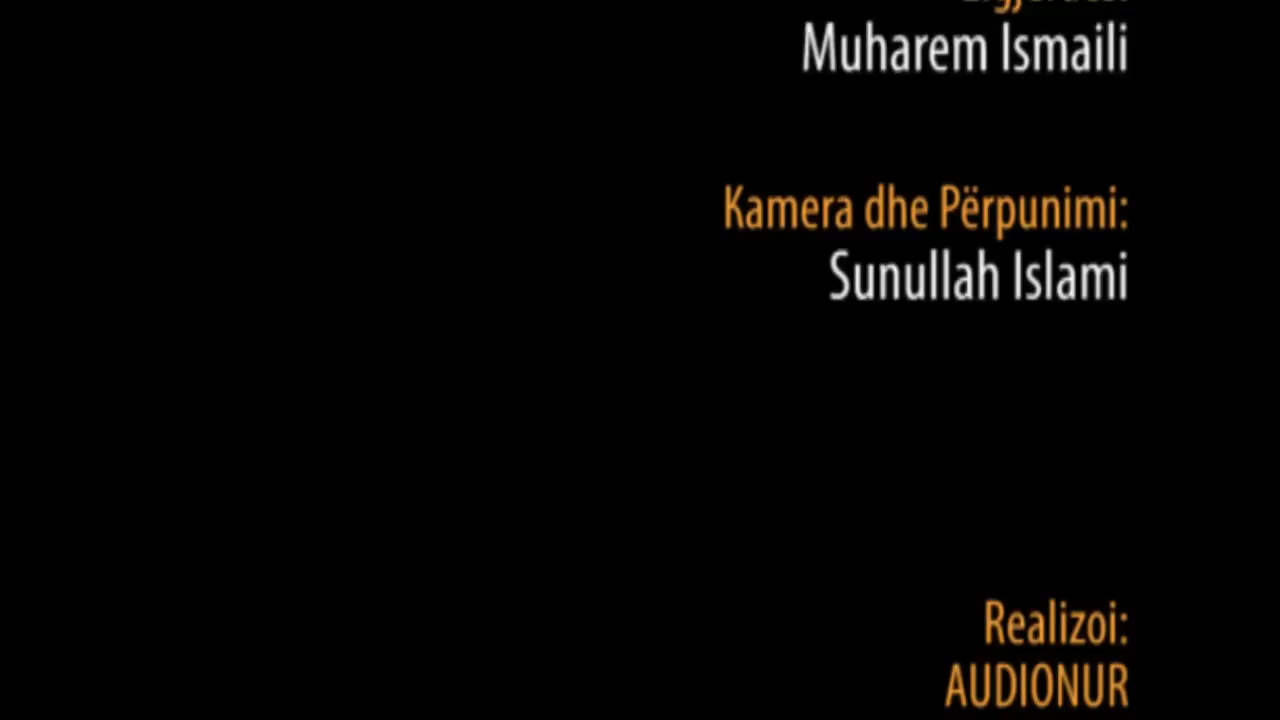 Muharem Ismaili
Kamera dhe Përpunimi:
Sunullah Islami
Realizoi:
AUDIONUR